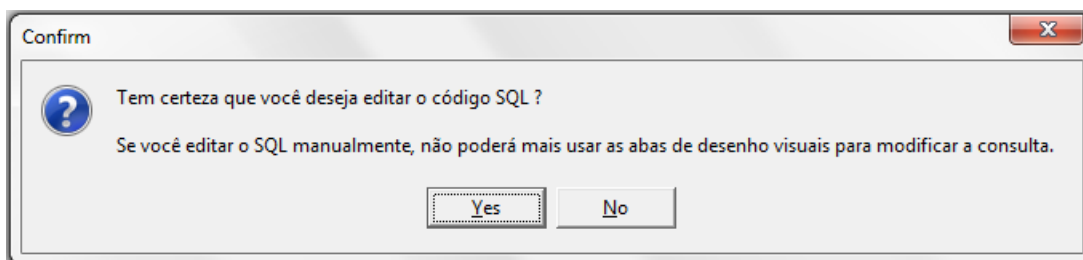 Confirm
Tem certeza que você deseja editar o código SQL ?
Se você editar o SQL manualmente, não poderá mais usar as abas de desenho visuais para modificar a consulta.
Yes No